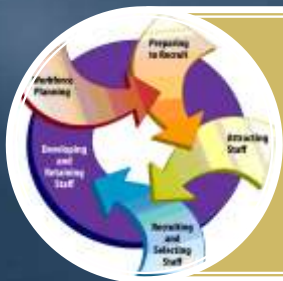 Workforce
Planning
Preparing
to Recruit
Attracting
Staff
Recruiting
and
Selecting
Staff
Developing
and
Retaining
Staff